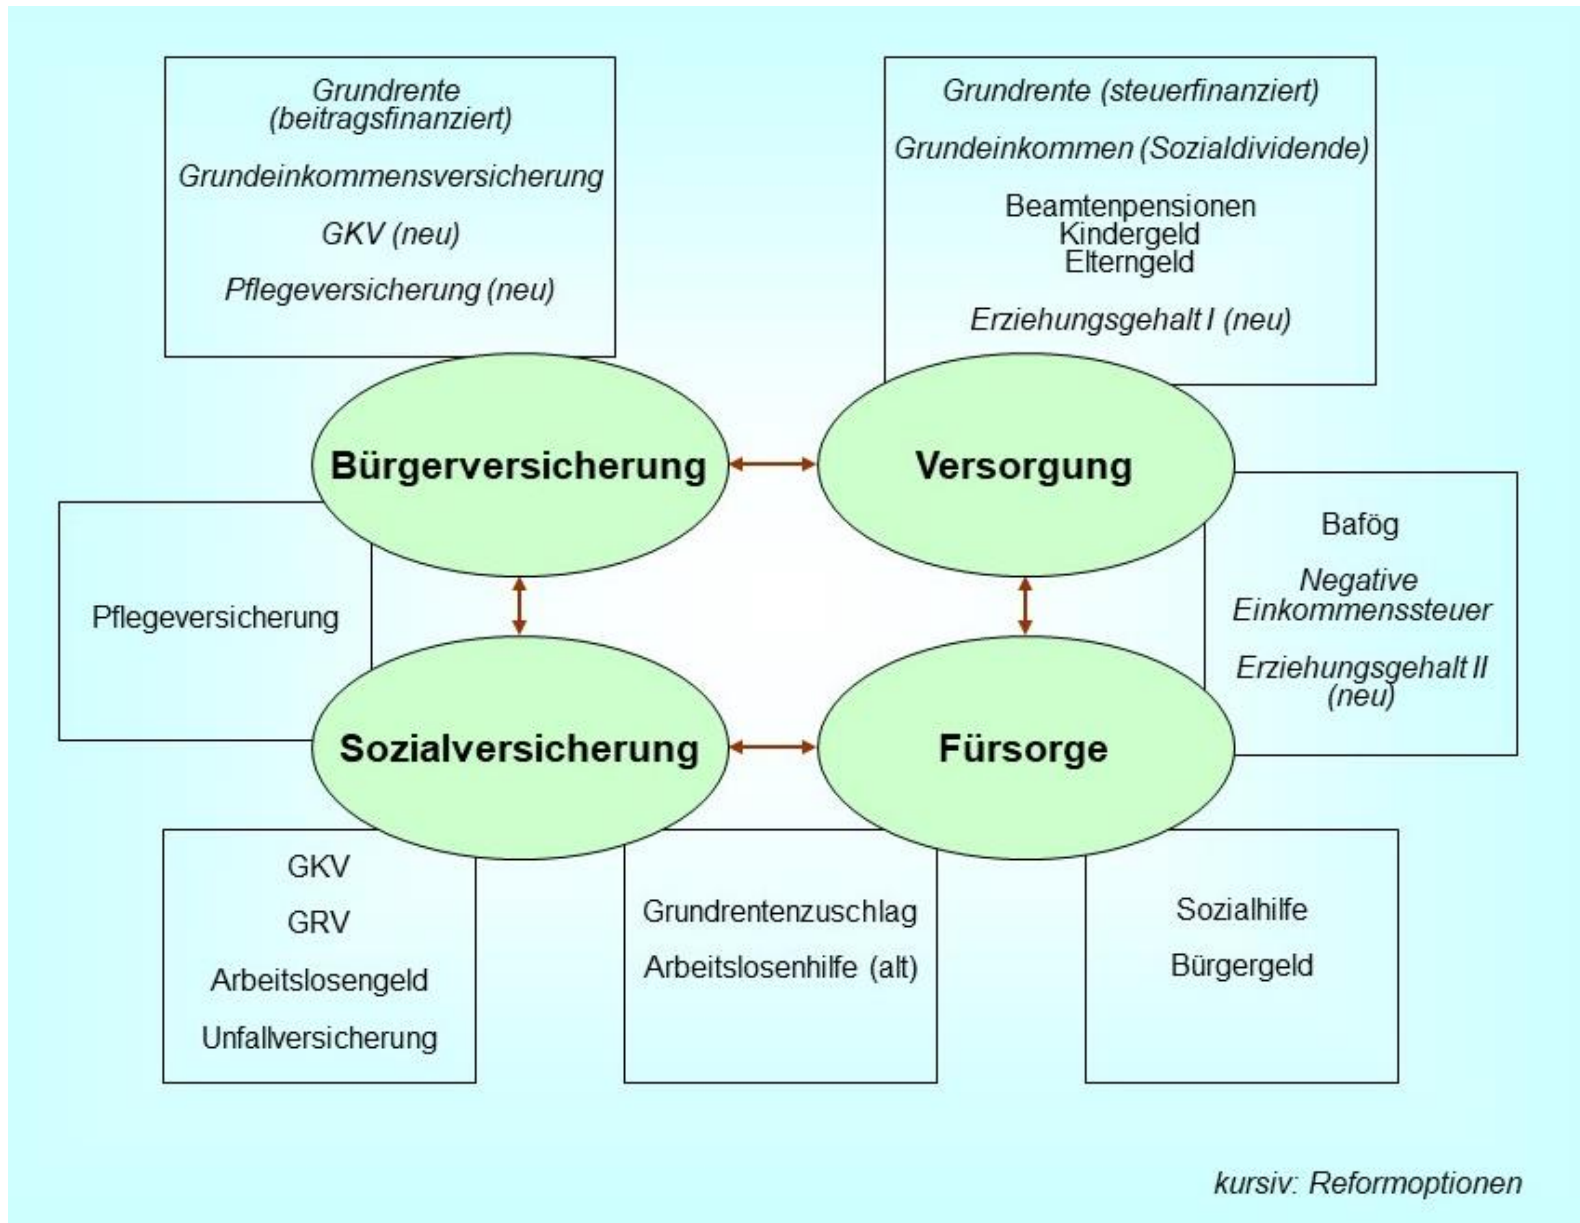 Grundrente
(beitragsfinanziert)
Grundeinkommensversicherung
GKV (neu)
Pflegeversicherung (neu)
Grundrente (steuerfinanziert)
Grundeinkommen (Sozialdividende)
Beamtenpensionen
Kindergeld
Elterngeld
Erziehungsgehalt I (neu)
Bürgerversicherung
Versorgung
Pflegeversicherung
Bafög
Negative
Einkommenssteuer
Erziehungsgehalt II
(neu)
Sozialversicherung
Fürsorge
GKV
GRV
Arbeitslosengeld
Unfallversicherung
Grundrentenzuschlag
Arbeitslosenhilfe (alt)
Sozialhilfe
Bürgergeld
kursiv: Reformoptionen